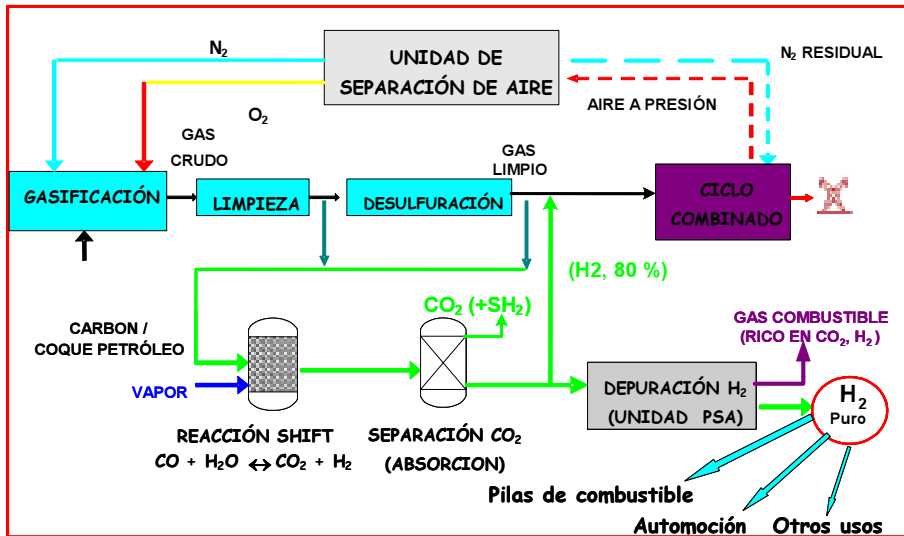 N₂
UNIDAD DE
SEPARACIÓN DE AIRE
N₂ RESIDUAL
AIRE A PRESIÓN
O₂
GAS
CRUDO
GAS
LIMPIO
GASIFICACIÓN
LIMPIEZA
DESULFURACIÓN
CICLO
COMBINADO
(H2, 80 %)
CO₂ (+SH₂)
CARBON /
COQUE PETRÓLEO
GAS COMBUSTIBLE
(RICO EN CO₂, H₂ )
VAPOR
DEPURACIÓN H₂
(UNIDAD PSA)
H₂
Puro
REACCIÓN SHIFT
CO + H₂O ↔ CO₂ + H₂
SEPARACIÓN CO₂
(ABSORCION)
Pilas de combustible
Automoción
Otros usos